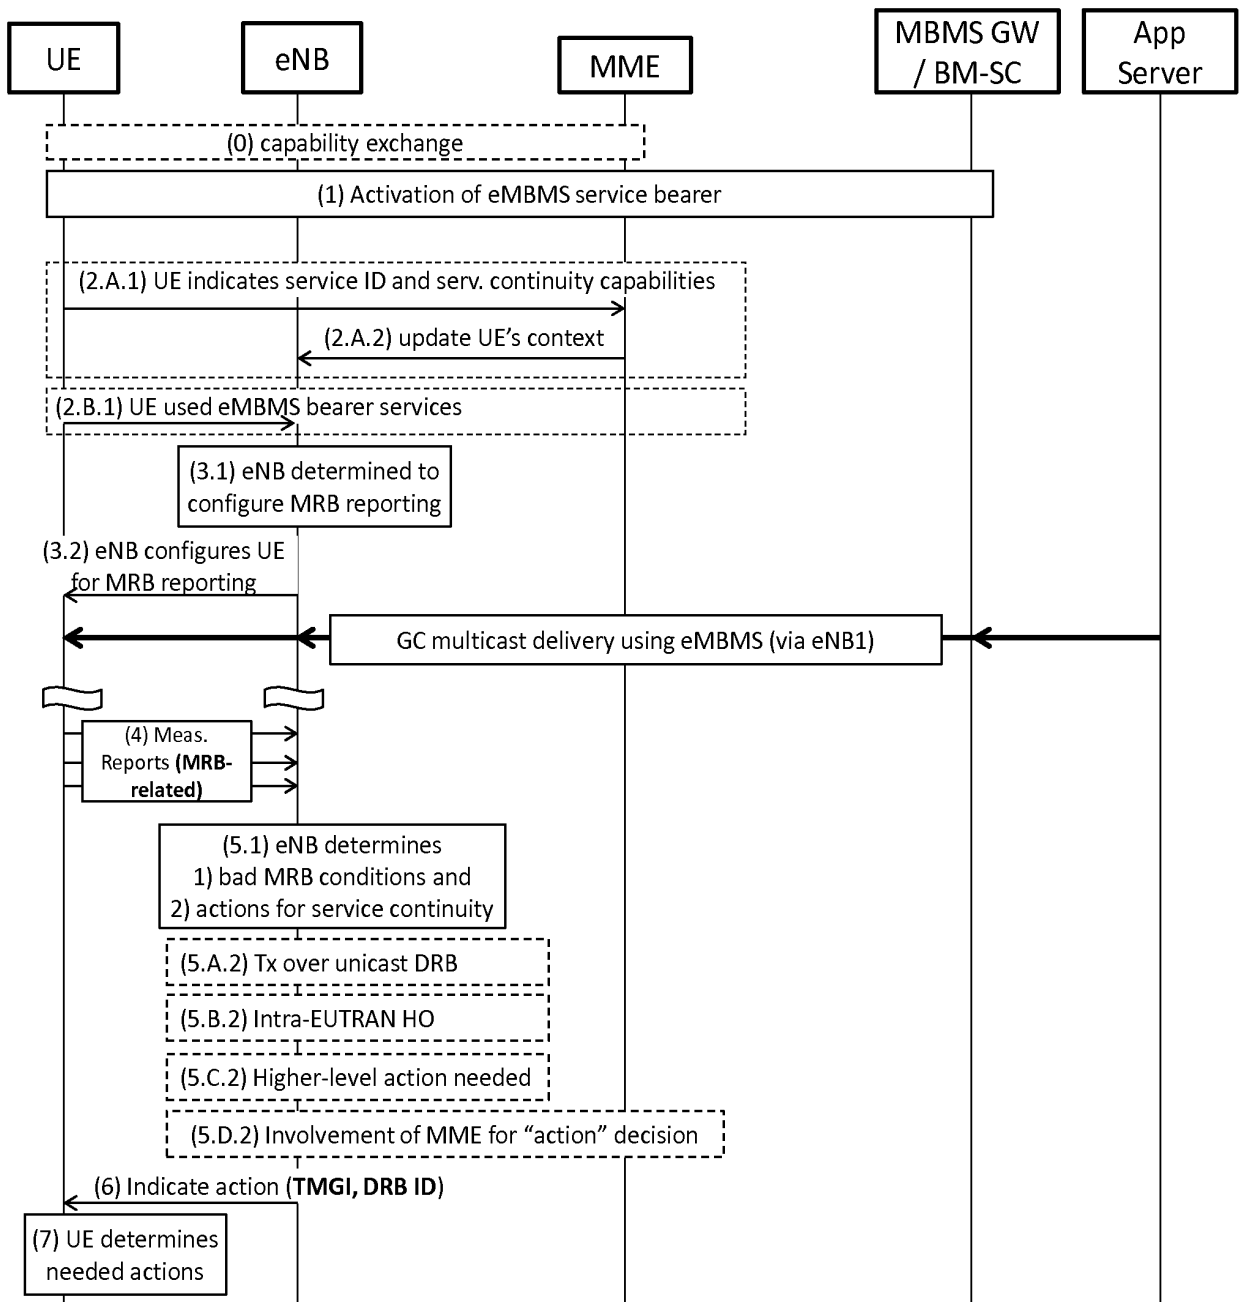 UE
eNB
MME
MBMS GW
/ BM-SC
App
Server
(0) capability exchange
(1) Activation of eMBMS service bearer
(2.A.1) UE indicates service ID and serv. continuity capabilities
(2.A.2) update UE's context
(2.B.1) UE used eMBMS bearer services
(3.1) eNB determined to
configure MRB reporting
(3.2) eNB configures UE
for MRB reporting
GC multicast delivery using eMBMS (via eNB1)
(4) Meas.
Reports (MRB-
related)
(5.1) eNB determines
1) bad MRB conditions and
2) actions for service continuity
(5.A.2) Tx over unicast DRB
(5.B.2) Intra-EUTRAN HO
(5.C.2) Higher-level action needed
(5.D.2) Involvement of MME for “action” decision
(6) Indicate action (TMGI, DRB ID)
(7) UE determines
needed actions